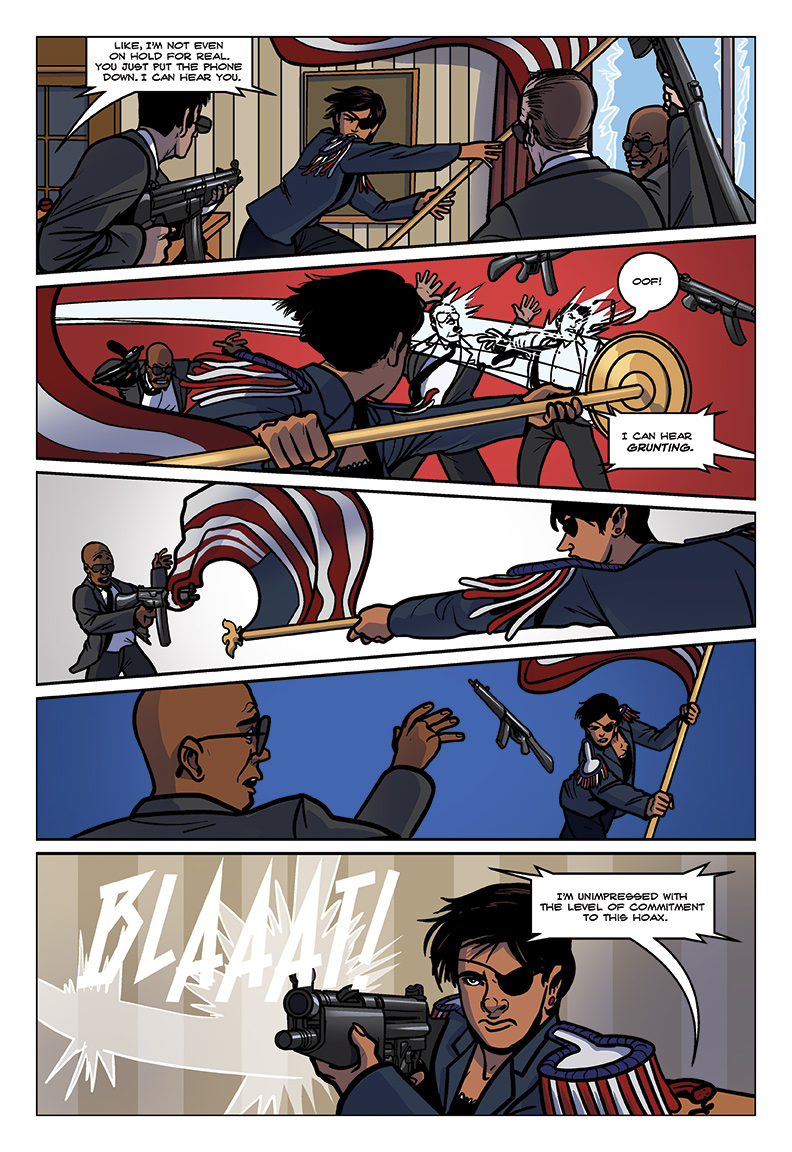 LIKE, I'M NOT EVEN
ON HOLD FOR REAL.
YOU JUST PUT THE PHONE
DOWN. I CAN HEAR YOU.
OOF!
I CAN HEAR
GRUNTING.
BLAAAT!
I'M UNIMPRESSED WITH
THE LEVEL OF COMMITMENT
TO THIS HOAX.